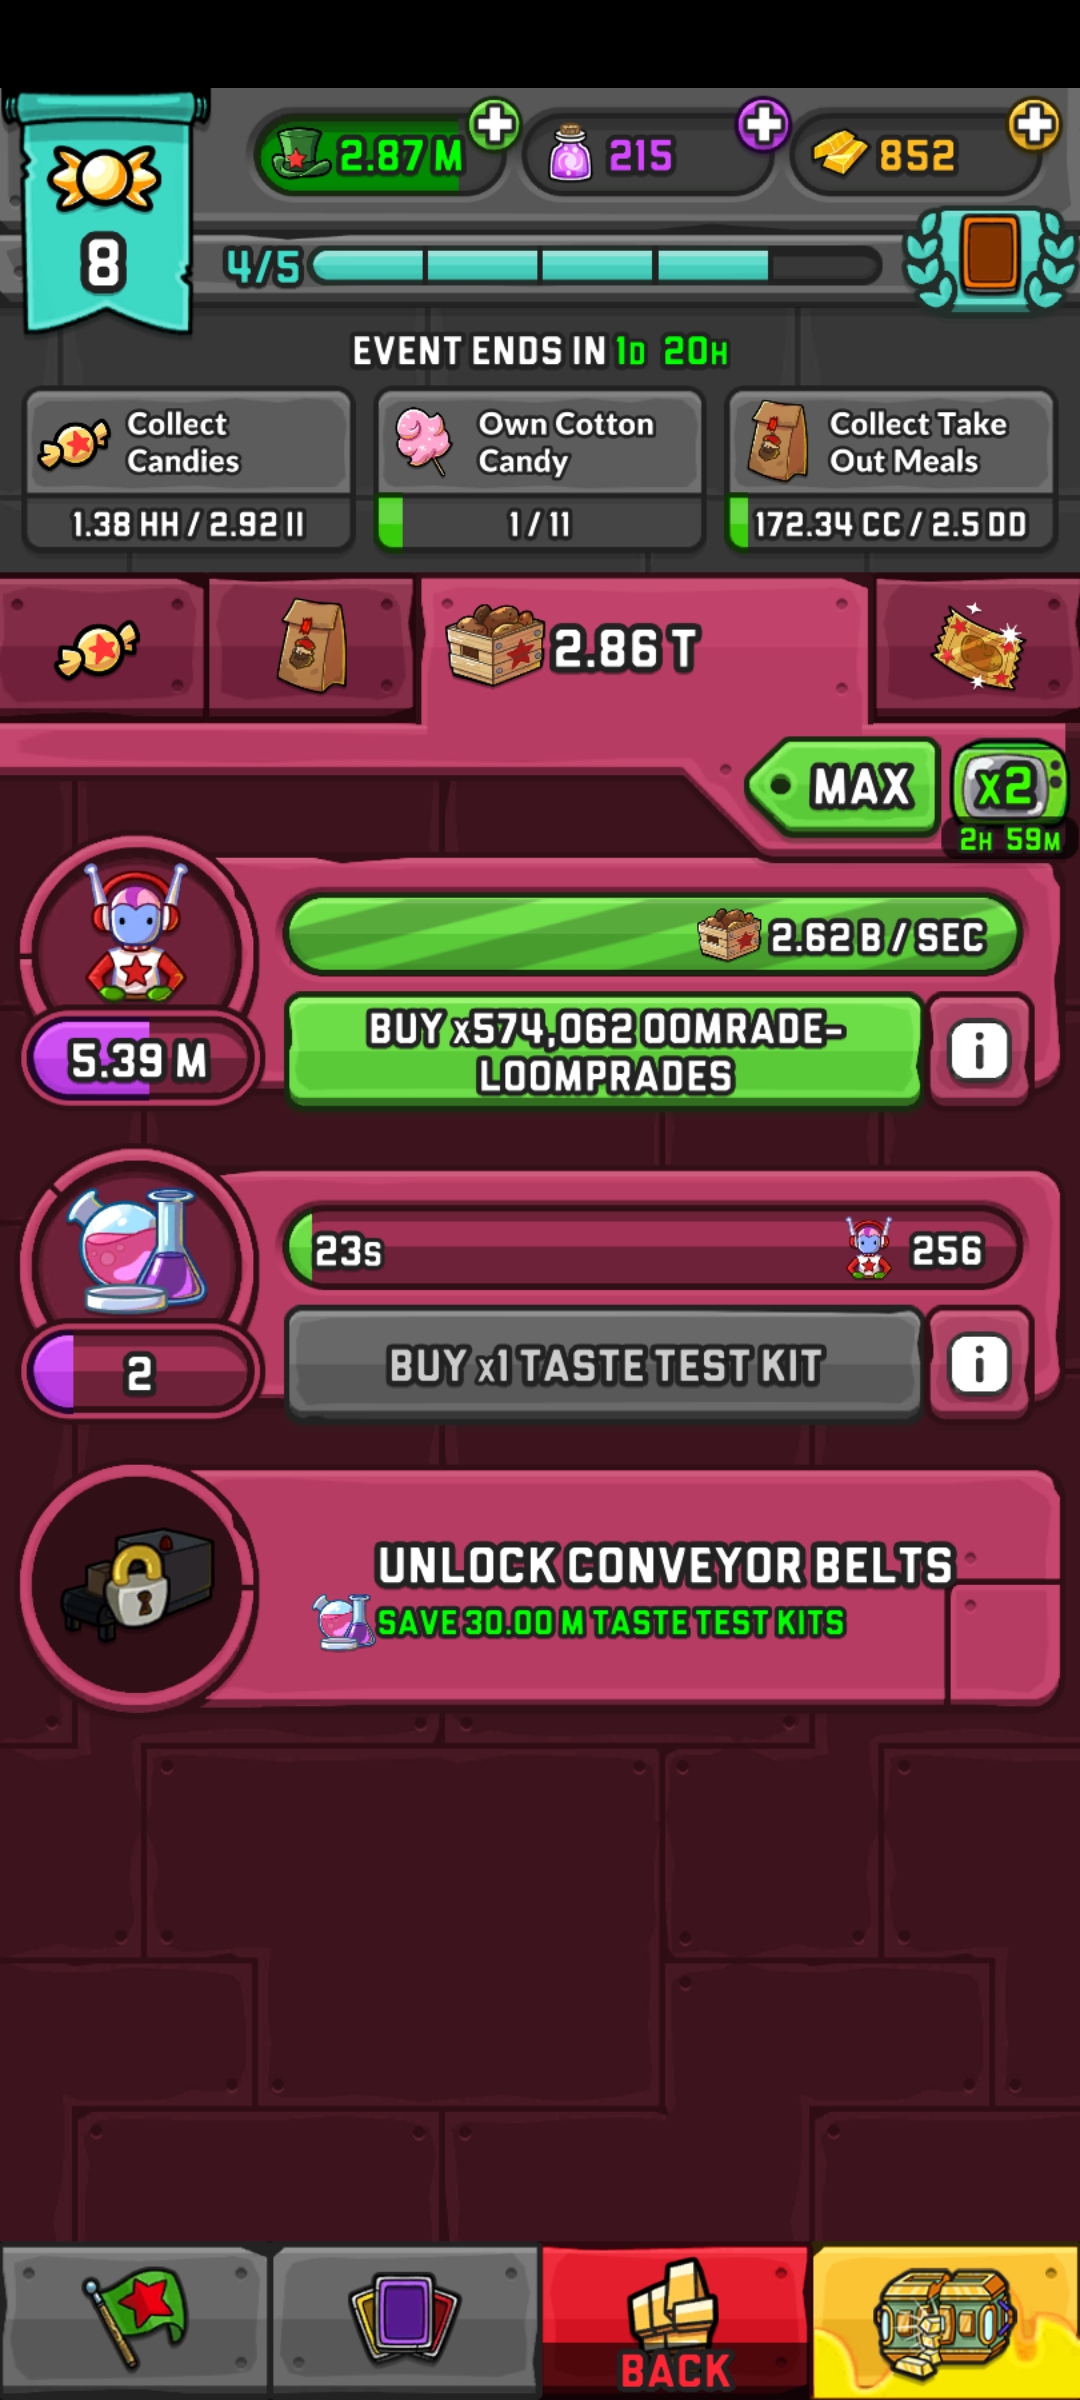 2.87 M
215
852
8
4/5
EVENT ENDS IN 1D 20H
Collect
Candies
1.38 HH / 2.92 II
Own Cotton
Candy
1 / 11
Collect Take
Out Meals
172.34 CC / 2.5 DD
2.86 T
MAX
x2
2H 59M
2.62 B / SEC
5.39 M
BUY x574,062 OOMRADE-
LOOMPRADES
23s
256
2
BUY x1 TASTE TEST KIT
UNLOCK CONVEYOR BELTS
SAVE 30.00 M TASTE TEST KITS
BACK